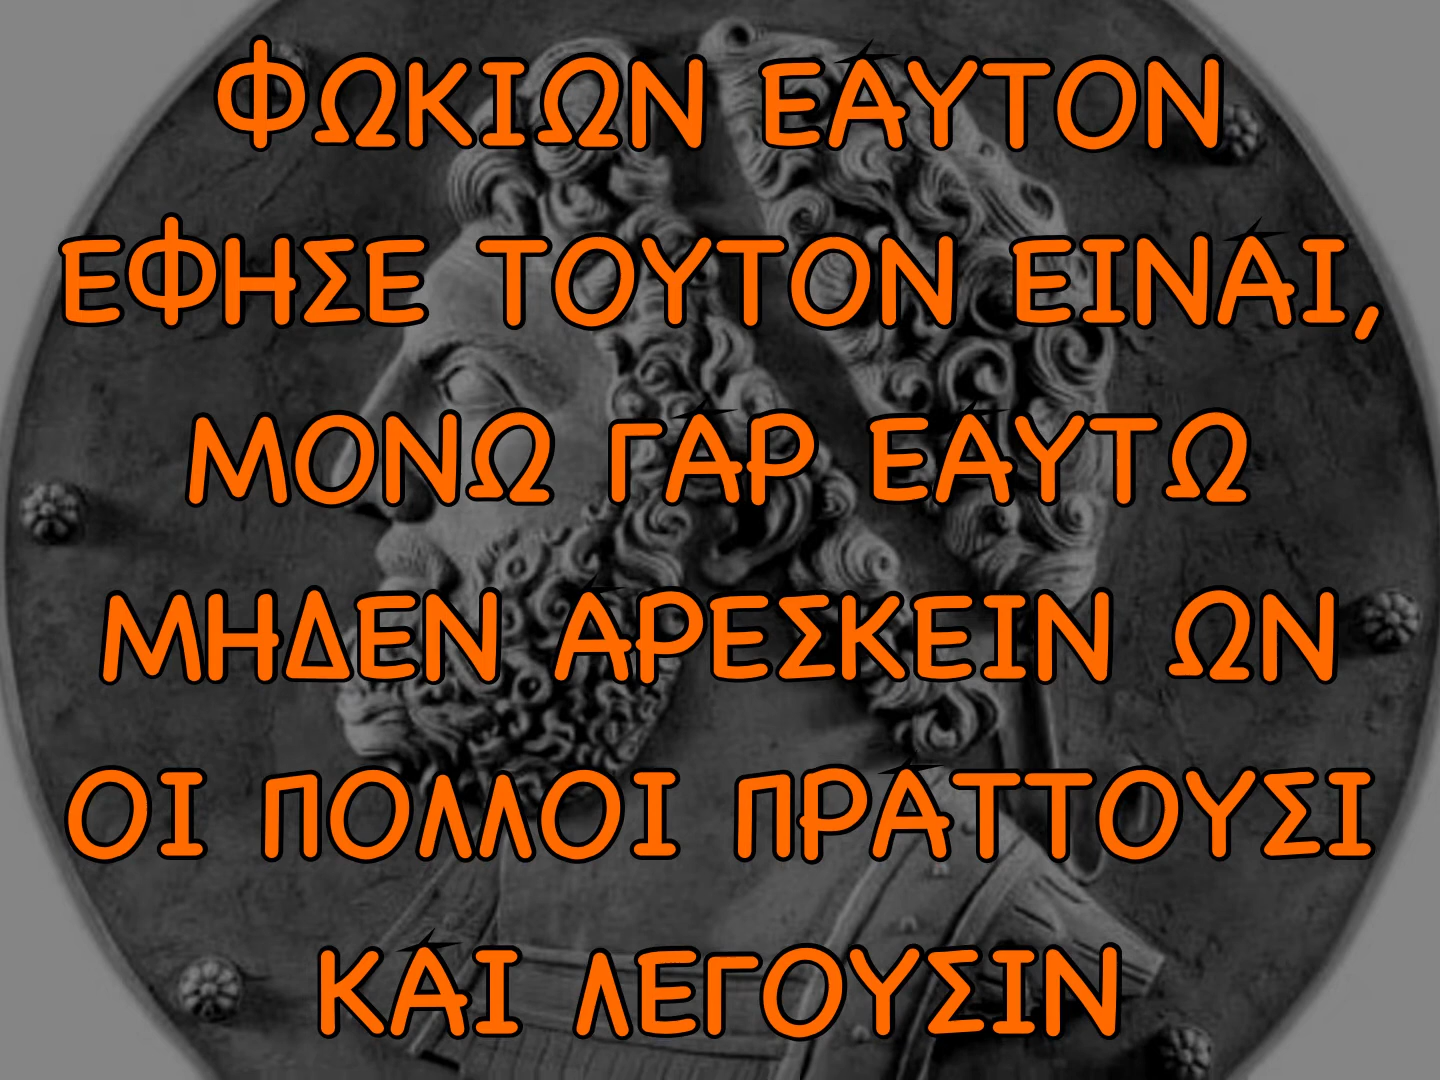 ΦΩΚΙΩΝ ΕΑΥΤΟΝ
ΕΦΗΣΕ ΤΟΥΤΟΝ ΕΙΝΑΙ,
ΜΟΝΩ ΓΑΡ ΕΑΥΤΩ
ΜΗΔΕΝ ΑΡΕΣΚΕΙΝ ΩΝ
ΟΙ ΠΟΛΛΟΙ ΠΡΑΤΤΟΥΣΙ
ΚΑΙ ΛΕΓΟΥΣΙΝ